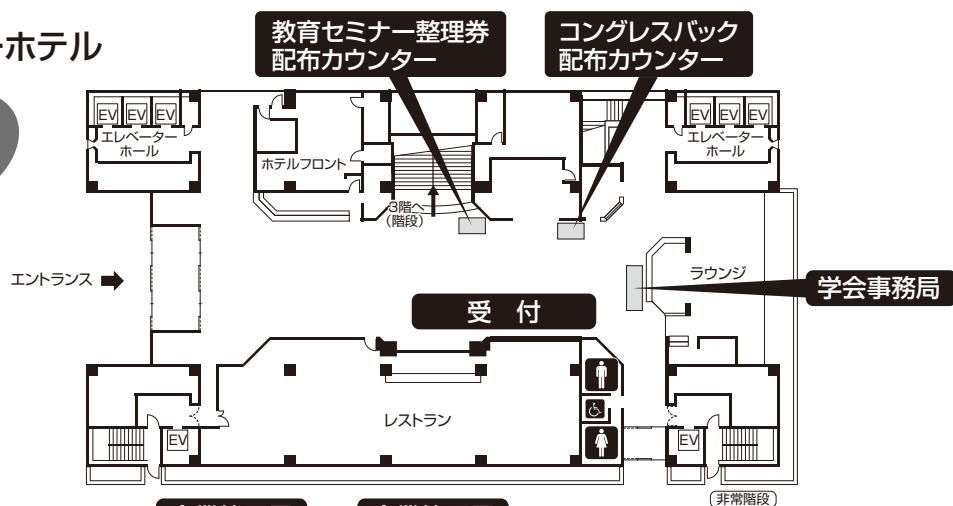 ーホテル
教育セミナー整理券
配布カウンター
コングレスバック
配布カウンター
EV EV EV
エレベーター
ホール
ホテルフロント
3階へ
(階段)
EV EV EV
エレベーター
ホール
エントランス
ラウンジ
学会事務局
受 付
レストラン
EV
EV
非常階段